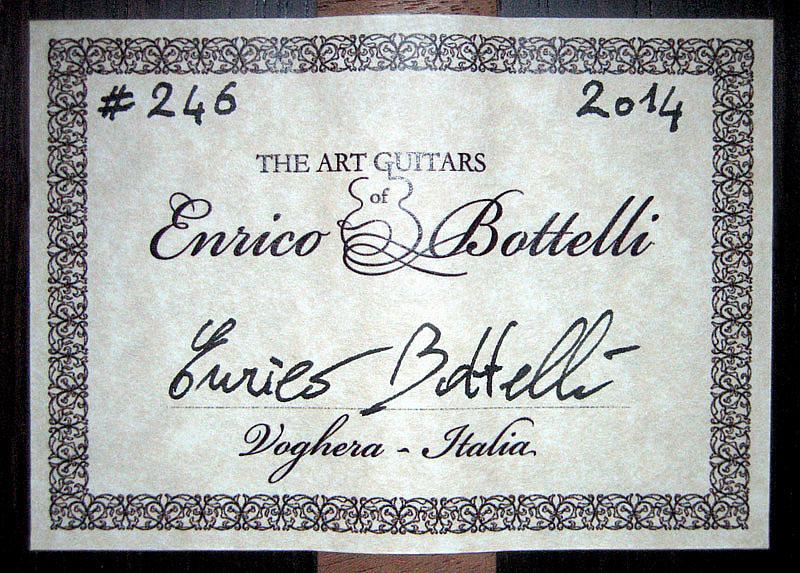 # 246 2014
THE ART GUITARS
of
Enrico Bottelli
Enrico Bottelli
Voghera - Italia